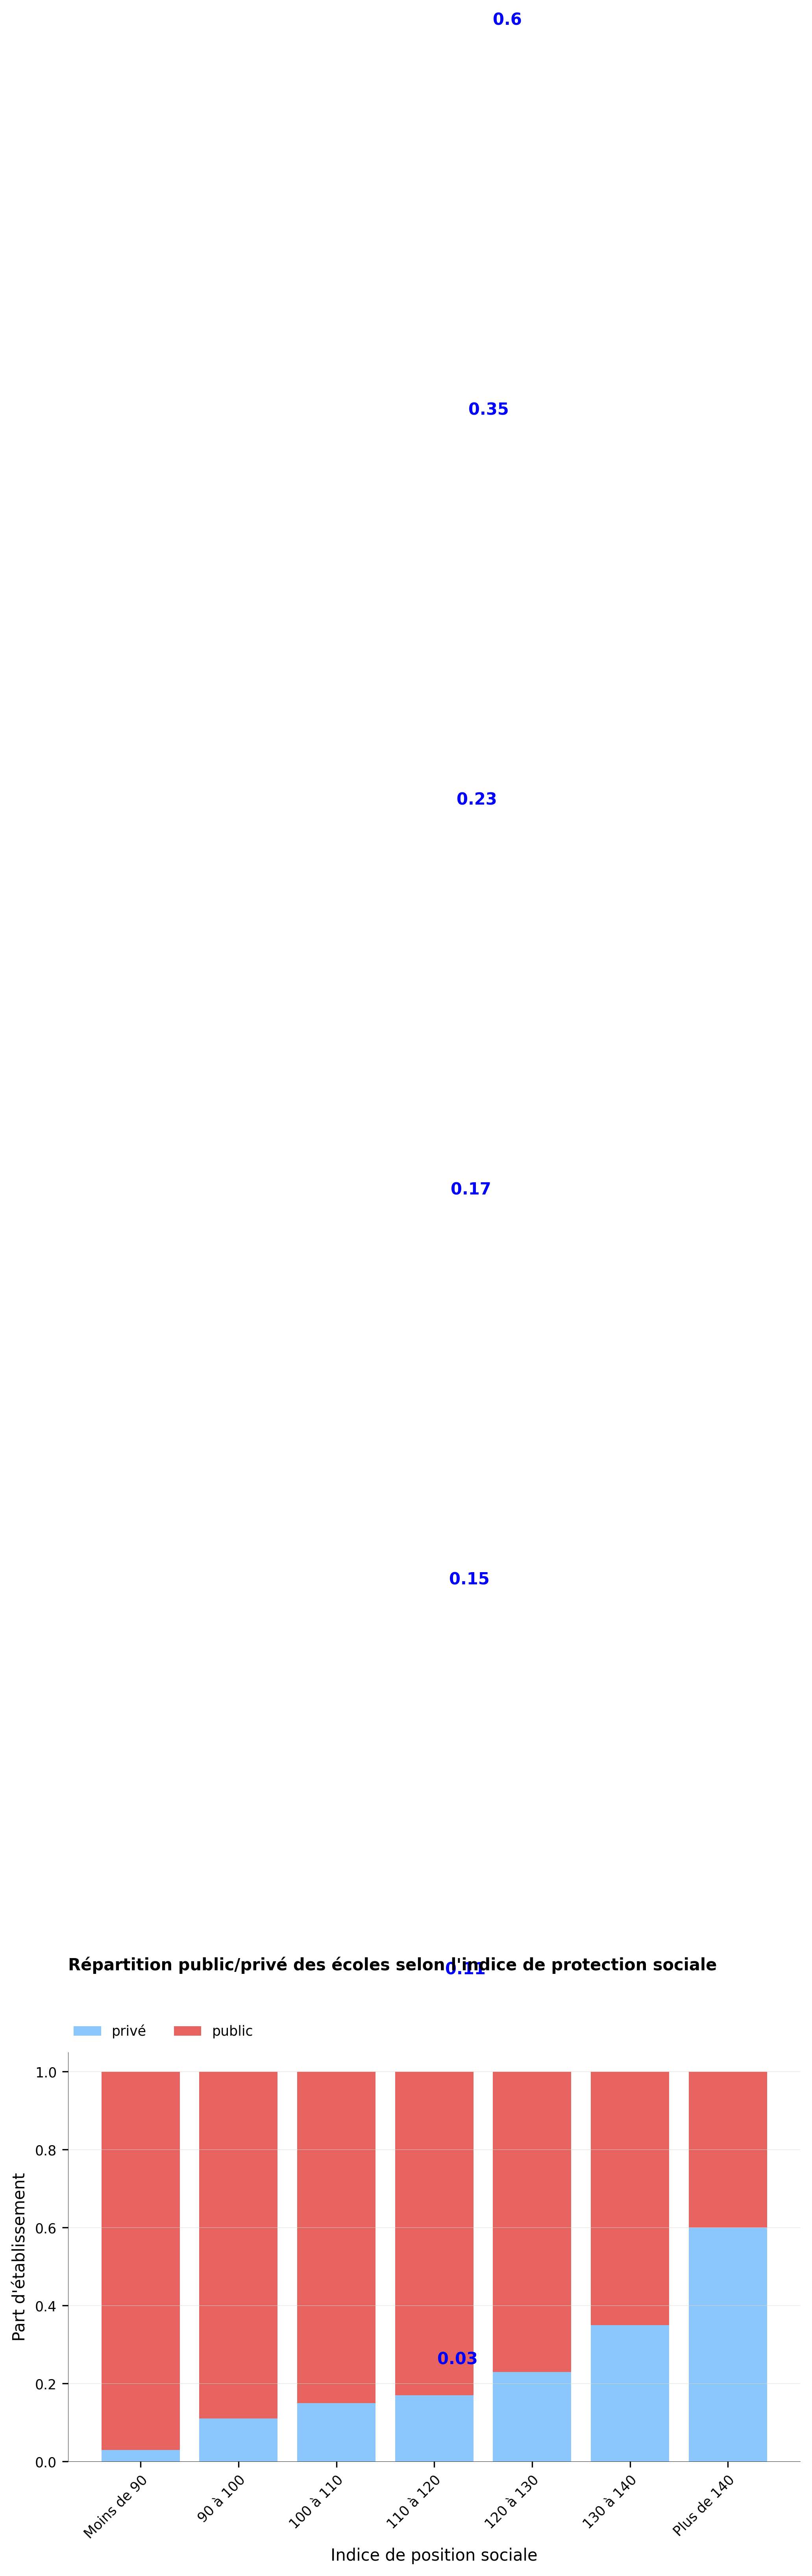 0.6
0.35
0.23
0.17
0.15
Répartition public/privé des écoles selon l'indice de protection sociale
0.11
privé
public
1.0
0.8
0.6
0.4
0.2
0.0
Part d'établissement
0.03
Moins de 90
90 à 100
100 à 110
110 à 120
120 à 130
130 à 140
Plus de 140
Indice de position sociale